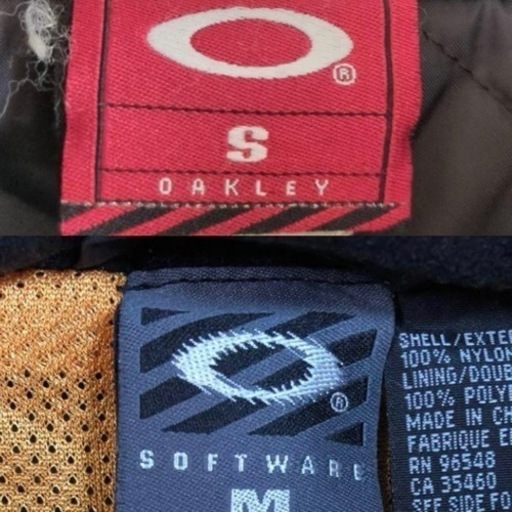 ®
S
OAKLEY
®
SOFTWARE
M
SHELL/EXTE
100% NYLON
LINING/DOUB
100% POLYE
MADE IN CH
FABRIQUE E
RN 96548
CA 35460
SEE SIDE FO